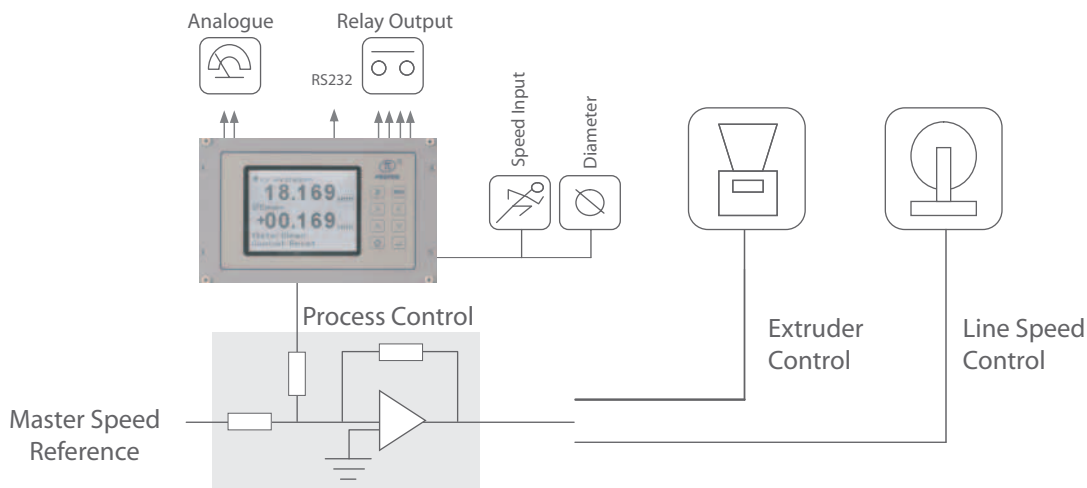 Analogue
Relay Output
RS232
Speed Input
Diameter
18.169
+00.169
Process Control
Extruder
Control
Line Speed
Control
Master Speed
Reference